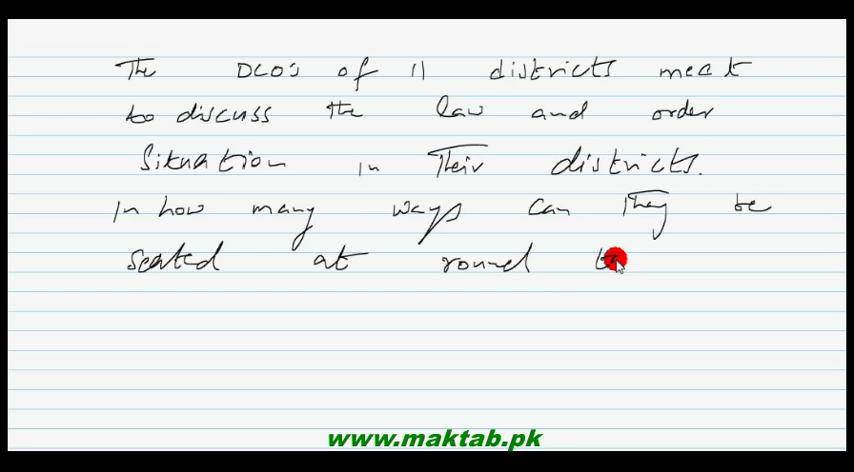 The DCO's of 11 districts meet
to discuss the law and order
Situation in Their districts.
In how many ways can They be
Seated at round
www.maktab.pk